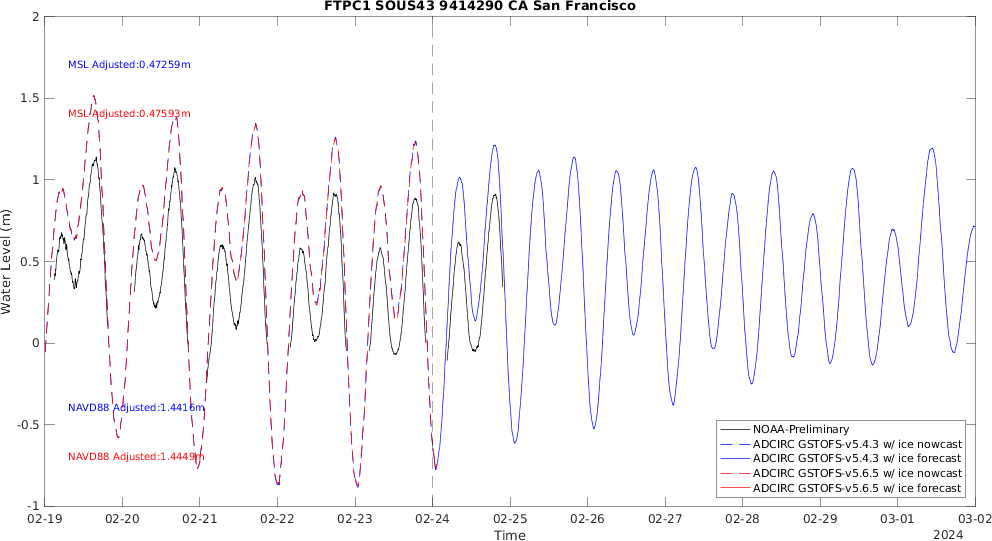 FTPC1 SOUS43 9414290 CA San Francisco
2
MSL Adjusted:0.47259m
1.5
MSL Adjusted:0.47593m
1
Water Level (m)
0.5
0
NAVD88 Adjusted:1.4416m
-0.5
NAVD88 Adjusted:1.4449m
-1
NOAA-Preliminary
ADCIRC GSTOFS-v5.4.3 w/ ice nowcast
ADCIRC GSTOFS-v5.4.3 w/ ice forecast
ADCIRC GSTOFS-v5.6.5 w/ ice nowcast
ADCIRC GSTOFS-v5.6.5 w/ ice forecast
02-19 02-20 02-21 02-22 02-23 02-24 02-25 02-26 02-27 02-28 02-29 03-01 03-02
Time
2024